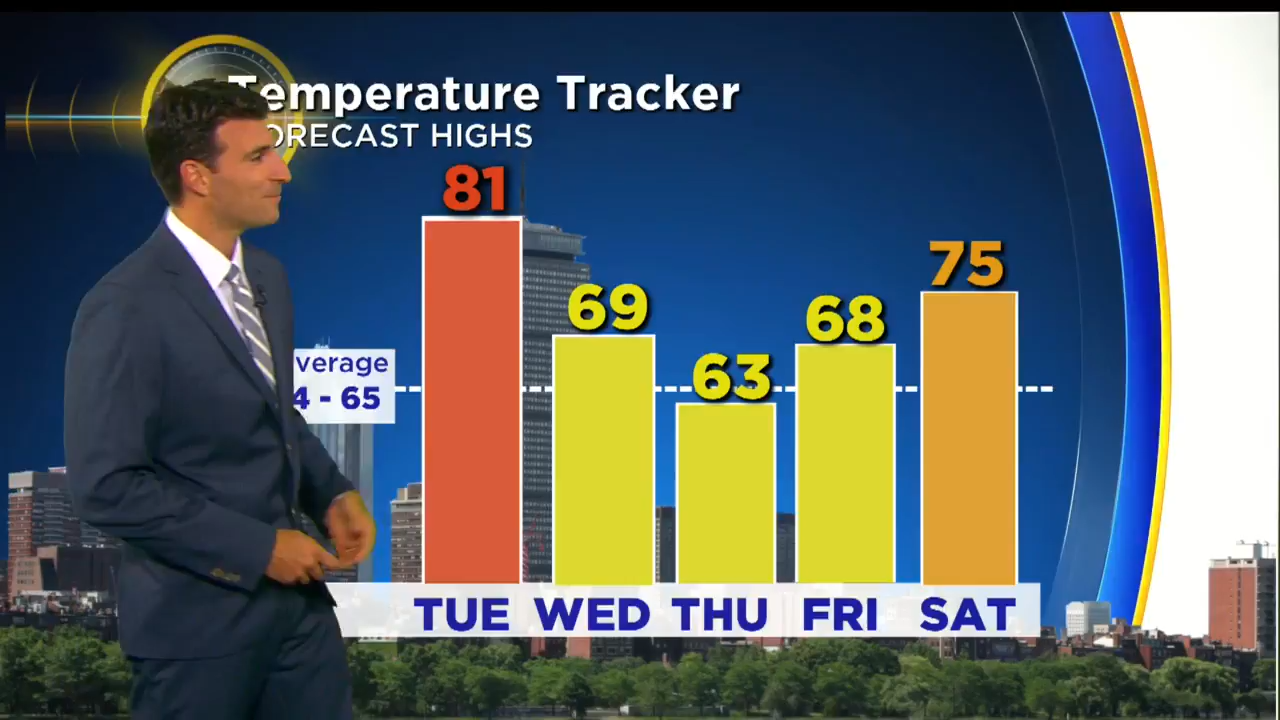 Temperature Tracker
ORECAST HIGHS
81
69
63
68
75
verage
4 - 65
TUE WED THU FRI SAT